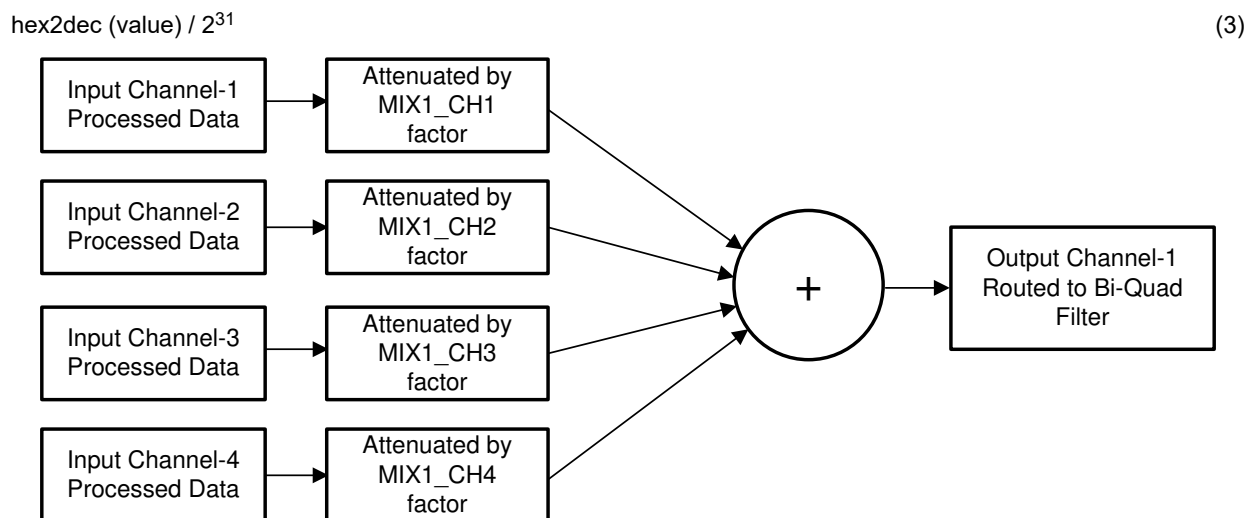 hex2dec (value) / 2³¹ (3)
Input Channel-1
Processed Data
Attenuated by
MIX1_CH1
factor
Input Channel-2
Processed Data
Attenuated by
MIX1_CH2
factor
Input Channel-3
Processed Data
Attenuated by
MIX1_CH3
factor
Input Channel-4
Processed Data
Attenuated by
MIX1_CH4
factor
+
Output Channel-1
Routed to Bi-Quad
Filter